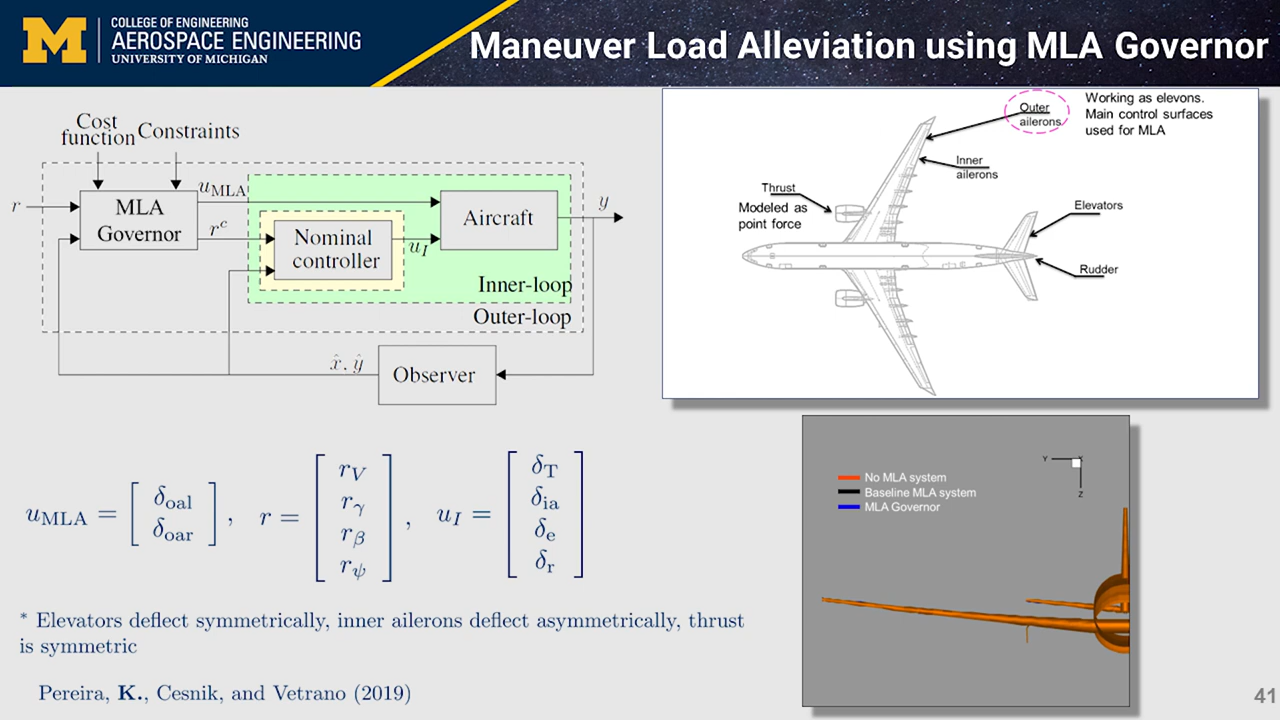 M
COLLEGE OF ENGINEERING
AEROSPACE ENGINEERING
UNIVERSITY OF MICHIGAN
Maneuver Load Alleviation using MLA Governor
Cost
function
Constraints
r
MLA
Governor
u_MLA
r^c
Nominal
controller
u_I
Aircraft
y
Inner-loop
Outer-loop
x̂, ŷ
Observer
Outer
ailerons
Working as elevons.
Main control surfaces
used for MLA
Inner
ailerons
Thrust
Modeled as
point force
Elevators
Rudder
u_MLA = [δ_oal δ_oar], r = [r_V r_γ r_β r_ψ], u_I = [δ_T δ_ia δ_e δ_r]
No MLA system
Baseline MLA system
MLA Governor
Y
X
Z
* Elevators deflect symmetrically, inner ailerons deflect asymmetrically, thrust
is symmetric
Pereira, K., Cesnik, and Vetrano (2019)
41